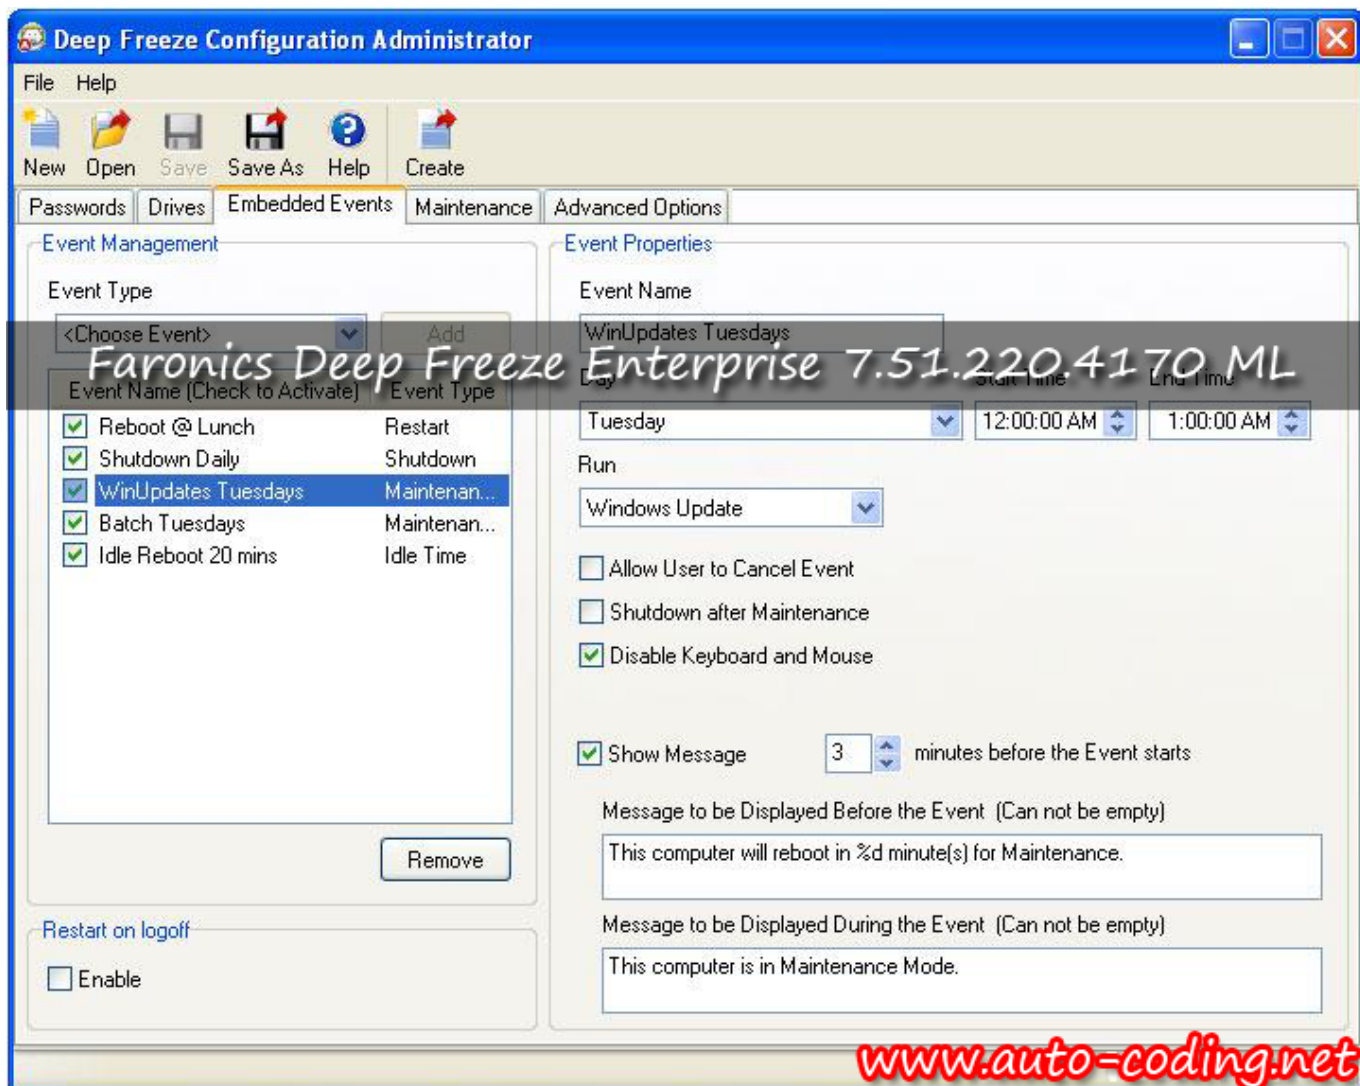 Deep Freeze Configuration Administrator
File Help
New Open Save Save As Help Create
Passwords Drives Embedded Events Maintenance Advanced Options
Event Management
Event Type
<Choose Event> Add
Event Name (Check to Activate) Event Type
Reboot @ Lunch Restart
Shutdown Daily Shutdown
WinUpdates Tuesdays Maintenan...
Batch Tuesdays Maintenan...
Idle Reboot 20 mins Idle Time
Remove
Restart on logoff
Enable
Event Properties
Event Name
WinUpdates Tuesdays
Faronics Deep Freeze Enterprise 7.51.220.4170 ML
Day Start Time End Time
Tuesday 12:00:00 AM 1:00:00 AM
Run
Windows Update
Allow User to Cancel Event
Shutdown after Maintenance
Disable Keyboard and Mouse
Show Message 3 minutes before the Event starts
Message to be Displayed Before the Event (Can not be empty)
This computer will reboot in %d minute(s) for Maintenance.
Message to be Displayed During the Event (Can not be empty)
This computer is in Maintenance Mode.
www.auto-coding.net